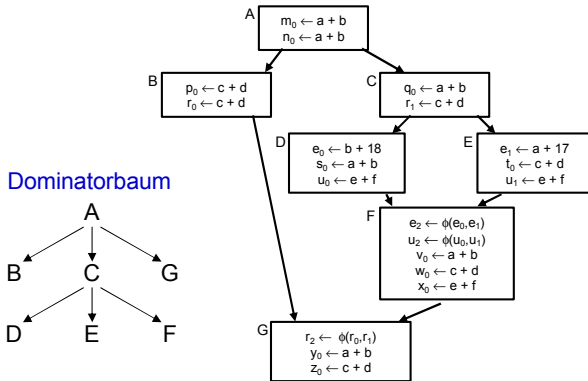 A
m₀ ← a + b
n₀ ← a + b
B
p₀ ← c + d
r₀ ← c + d
C
q₀ ← a + b
r₁ ← c + d
D
e₀ ← b + 18
s₀ ← a + b
u₀ ← e + f
E
e₁ ← a + 17
t₀ ← c + d
u₁ ← e + f
F
e₂ ← ϕ(e₀,e₁)
u₂ ← ϕ(u₀,u₁)
v₀ ← a + b
w₀ ← c + d
x₀ ← e + f
G
r₂ ← ϕ(r₀,r₁)
y₀ ← a + b
z₀ ← c + d
Dominatorbaum
A
B C G
D E F